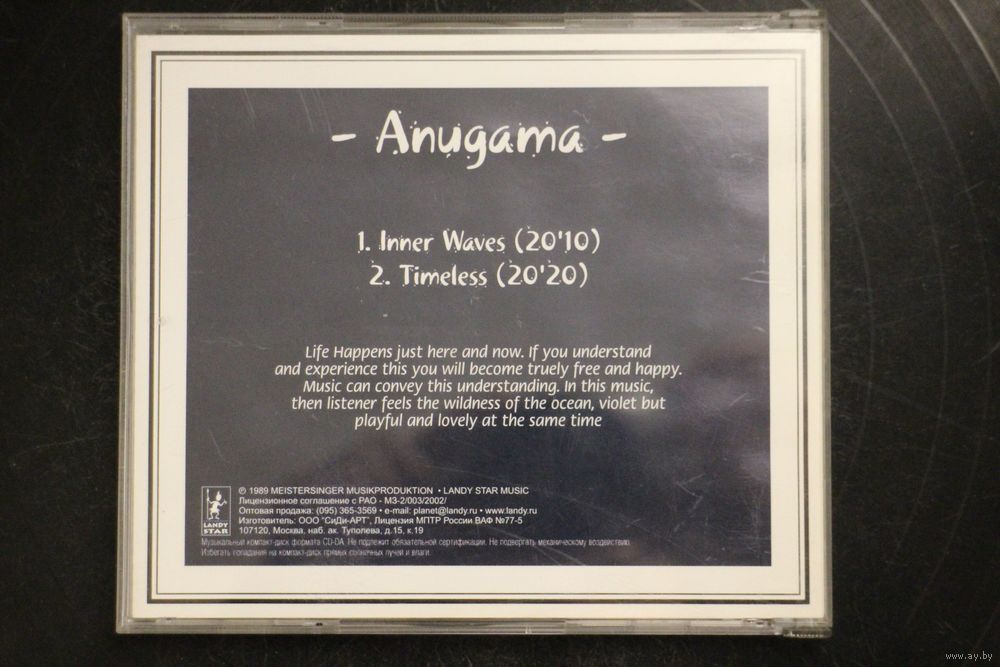 - Anugama -
1. Inner Waves (20'10)
2. Timeless (20'20)
Life Happens just here and now. If you understand
and experience this you will become truely free and happy.
Music can convey this understanding. In this music,
then listener feels the wildness of the ocean, violet but
playful and lovely at the same time
LANDY
STAR
℗ 1989 MEISTERSINGER MUSIKPRODUKTION • LANDY STAR MUSIC
Лицензионное соглашение с РАО - МЗ-2/003/2002/
Оптовая продажа: (095) 365-3569 • e-mail: planet@landy.ru • www.landy.ru
Изготовитель: ООО "СиДи-АРТ", Лицензия МПТР России ВАФ №77-5
107120, Москва, наб. ак. Туполева, д.15, к.19
Музыкальный компакт-диск формата CD-DA. Не подлежит обязательной сертификации. Не подвергать механическому воздействию.
Избегать попадания на компакт-диск прямых солнечных лучей и влаги.
www.ay.by